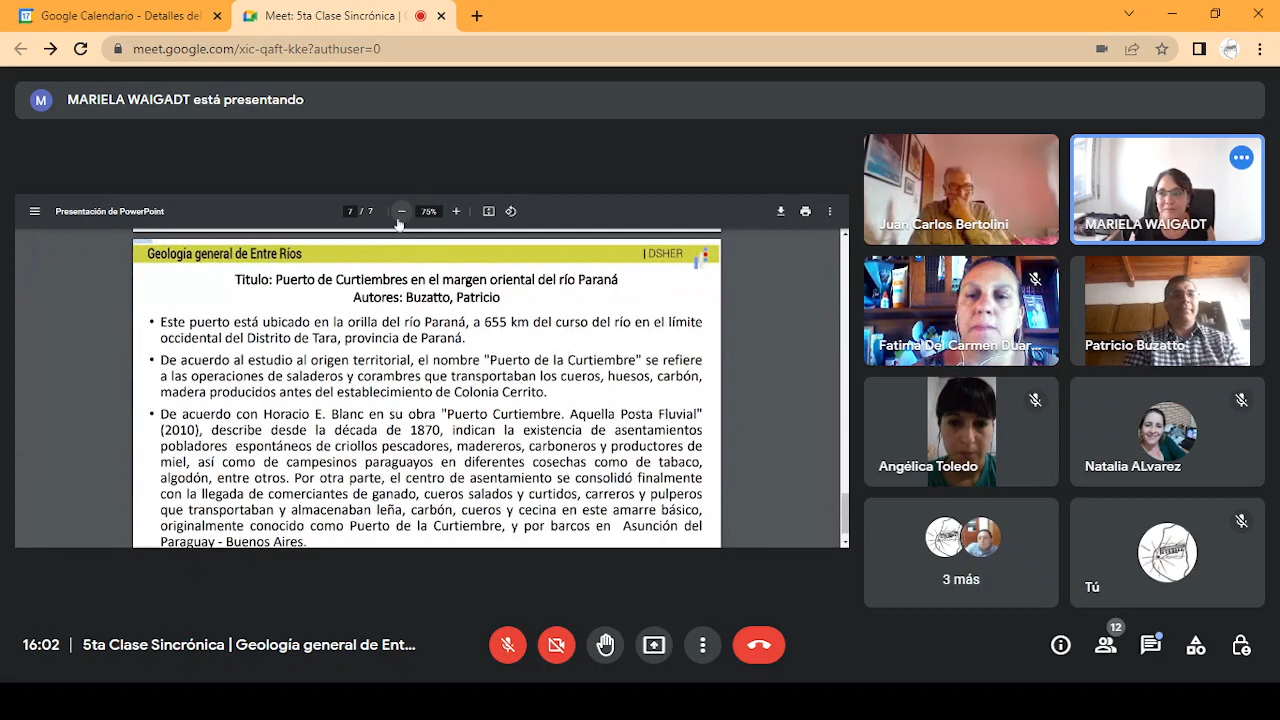 Google Calendario - Detalles del
Meet: 5ta Clase Sincrónica | G
meet.google.com/xic-qaft-kke?authuser=0
M
MARIELA WAIGADT está presentando
Presentación de PowerPoint
7 / 7
75%
Geología general de Entre Ríos
| DSHER
Titulo: Puerto de Curtiembres en el margen oriental del río Paraná
Autores: Buzatto, Patricio
• Este puerto está ubicado en la orilla del río Paraná, a 655 km del curso del río en el límite
occidental del Distrito de Tara, provincia de Paraná.
• De acuerdo al estudio al origen territorial, el nombre "Puerto de la Curtiembre" se refiere
a las operaciones de saladeros y corambres que transportaban los cueros, huesos, carbón,
madera producidos antes del establecimiento de Colonia Cerrito.
• De acuerdo con Horacio E. Blanc en su obra "Puerto Curtiembre. Aquella Posta Fluvial"
(2010), describe desde la década de 1870, indican la existencia de asentamientos
pobladores espontáneos de criollos pescadores, madereros, carboneros y productores de
miel, así como de campesinos paraguayos en diferentes cosechas como de tabaco,
algodón, entre otros. Por otra parte, el centro de asentamiento se consolidó finalmente
con la llegada de comerciantes de ganado, cueros salados y curtidos, carreros y pulperos
que transportaban y almacenaban leña, carbón, cueros y cecina en este amarre básico,
originalmente conocido como Puerto de la Curtiembre, y por barcos en Asunción del
Paraguay - Buenos Aires.
Juan Carlos Bertolini
MARIELA WAIGADT
Fatima Del Carmen Duar...
Patricio Buzatto
Angélica Toledo
Natalia ALvarez
3 más
Tú
16:02 | 5ta Clase Sincrónica | Geología general de Ent...
12